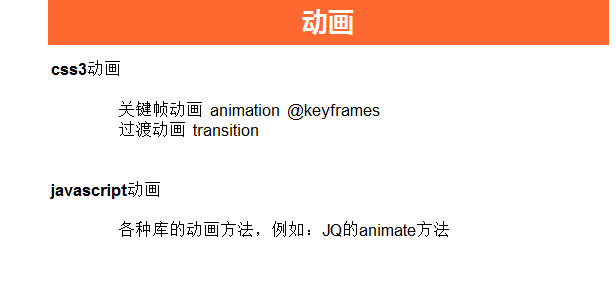 动画
css3动画
关键帧动画 animation @keyframes
过渡动画 transition
javascript动画
各种库的动画方法，例如：JQ的animate方法